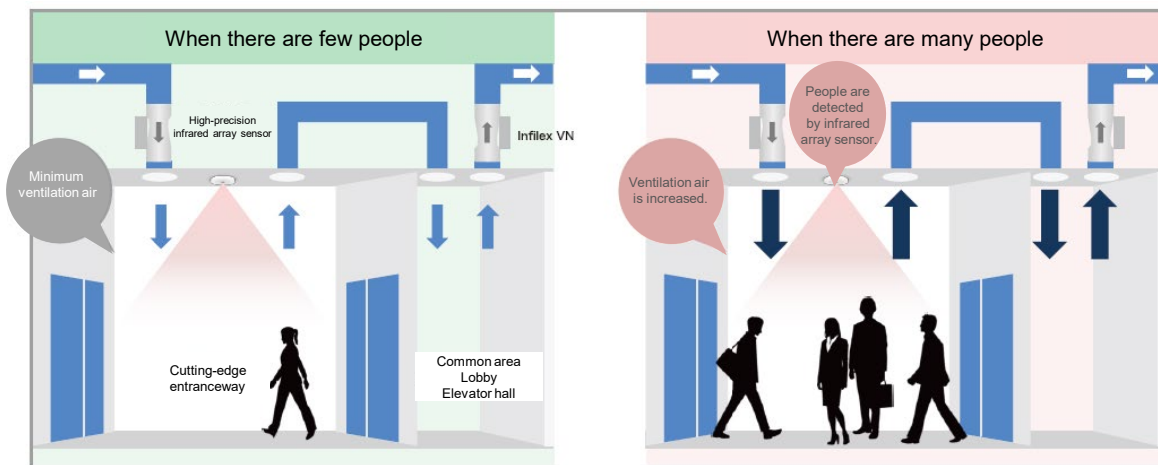 When there are few people
High-precision
infrared array sensor
Infilex VN
Minimum
ventilation air
Cutting-edge
entranceway
Common area
Lobby
Elevator hall
When there are many people
People are
detected
by infrared
array sensor.
Ventilation air
is increased.